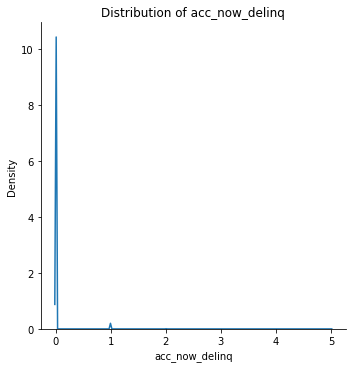 Distribution of acc_now_delinq
10
8
6
4
2
0
Density
0 1 2 3 4 5
acc_now_delinq